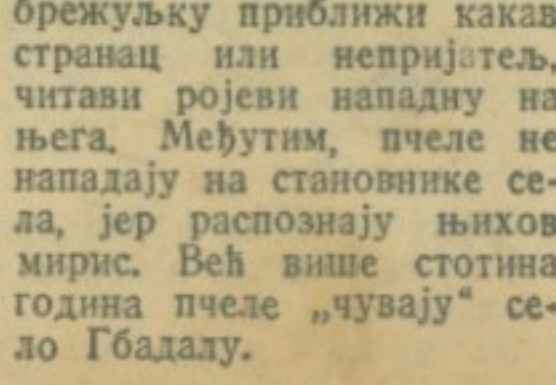 брежуљку приближи какав
странац или непријатељ,
читави ројеви нападну на
њега. Међутим, пчеле не
нападају на становнике се-
ла, јер распознају њихов
мирис. Већ више стотина
година пчеле „чувају“ се-
ло Гбадалу.